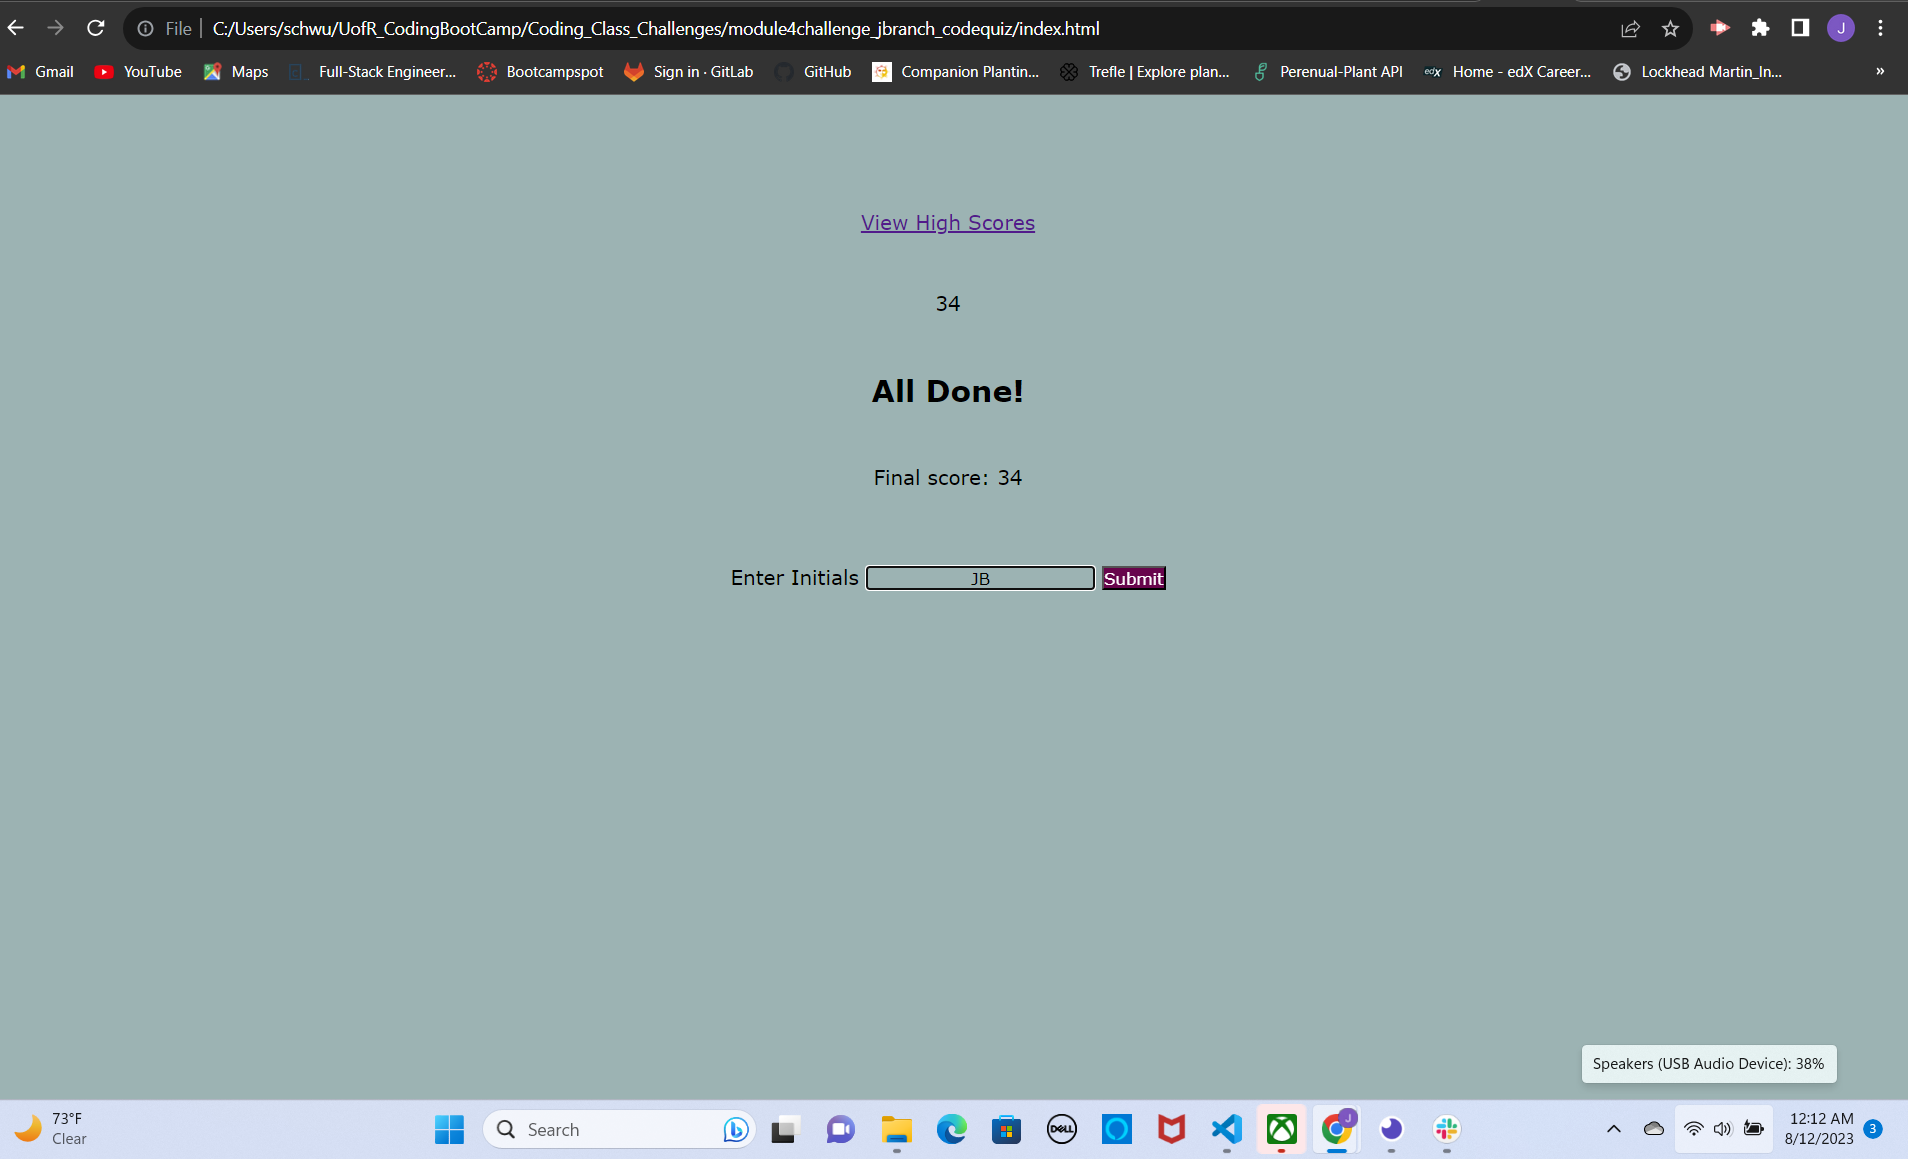 File | C:/Users/schwu/UofR_CodingBootCamp/Coding_Class_Challenges/module4challenge_jbranch_codequiz/index.html J
Gmail YouTube Maps Full-Stack Engineer... Bootcampspot Sign in · GitLab GitHub Companion Plantin... Trefle | Explore plan... Perenual-Plant API edX Home - edX Career... Lockhead Martin_In... »
View High Scores
34
All Done!
Final score: 34
Enter Initials JB Submit
Speakers (USB Audio Device): 38%
73°F
Clear
Search
DELL
J
12:12 AM
8/12/2023
3